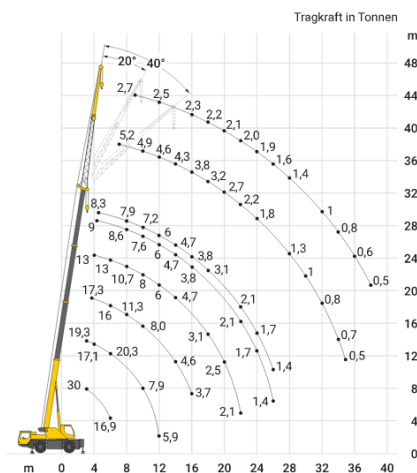 Tragkraft in Tonnen
m
20° 40°
48
2,7 2,5 2,3 2,2 2,1 2,0 1,9 1,6 1,4 1 0,8 0,6 0,5
44
5,2 4,9 4,6 4,3 3,8 3,4 3,2 2,7 2,2 1,8 1,3 1 0,8 0,7 0,5
40
36
32
8,3 7,9 7,2 6 4,7 3,8 3,1 2,1 1,7 1,4
28
9 8,6 7,6 6 4,7 3,8 2,1 1,7 1,4
24
13 13 10,7 8 6 4,7 3,1 2,5 2,1
20
17,3 16 11,3 8,0 4,6 3,7
16
19,3 17,1 20,3 7,9 5,9
12
30 16,9
8
4
0
m 0 4 8 12 16 20 24 28 32 36 40